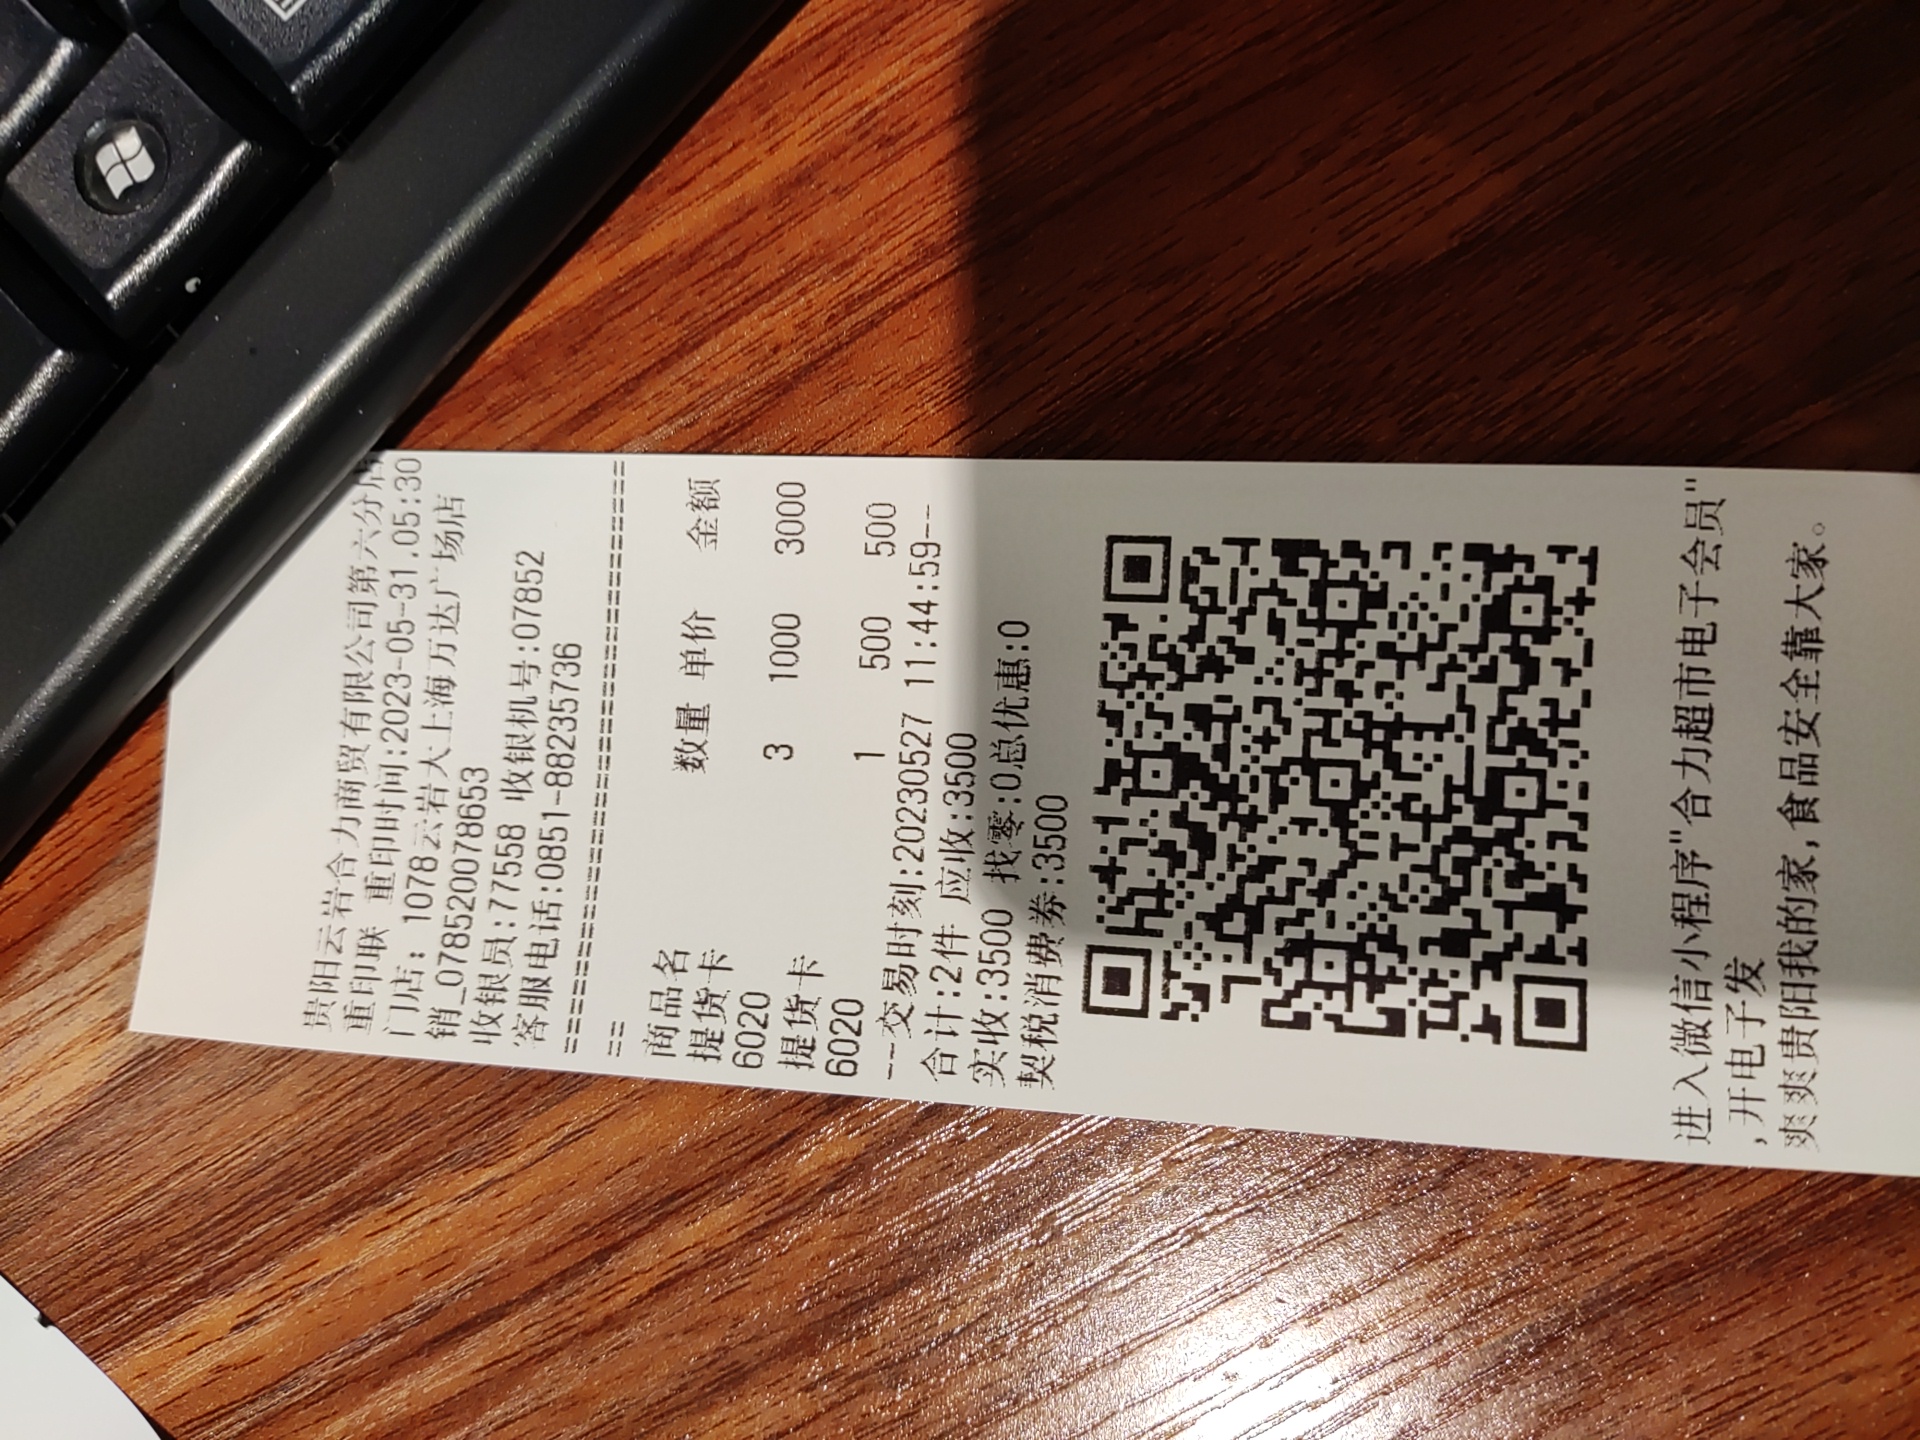 贵阳云岩合力商贸有限公司第六分店
重印联 重印时间:2023-05-31.05:30
门店: 1078云岩大上海万达广场店
销_078520078653
收银员:77558 收银机号:07852
客服电话:0851-88235736
================================
==
商品名 数量 单价 金额
提货卡
6020 3 1000 3000
提货卡
6020 1 500 500
--交易时刻:20230527 11:44:59--
合计:2件 应收:3500
实收:3500 找零:0总优惠:0
契税消费券:3500
进入微信小程序"合力超市电子会员"
,开电子发
爽爽贵阳我的家,食品安全靠大家。